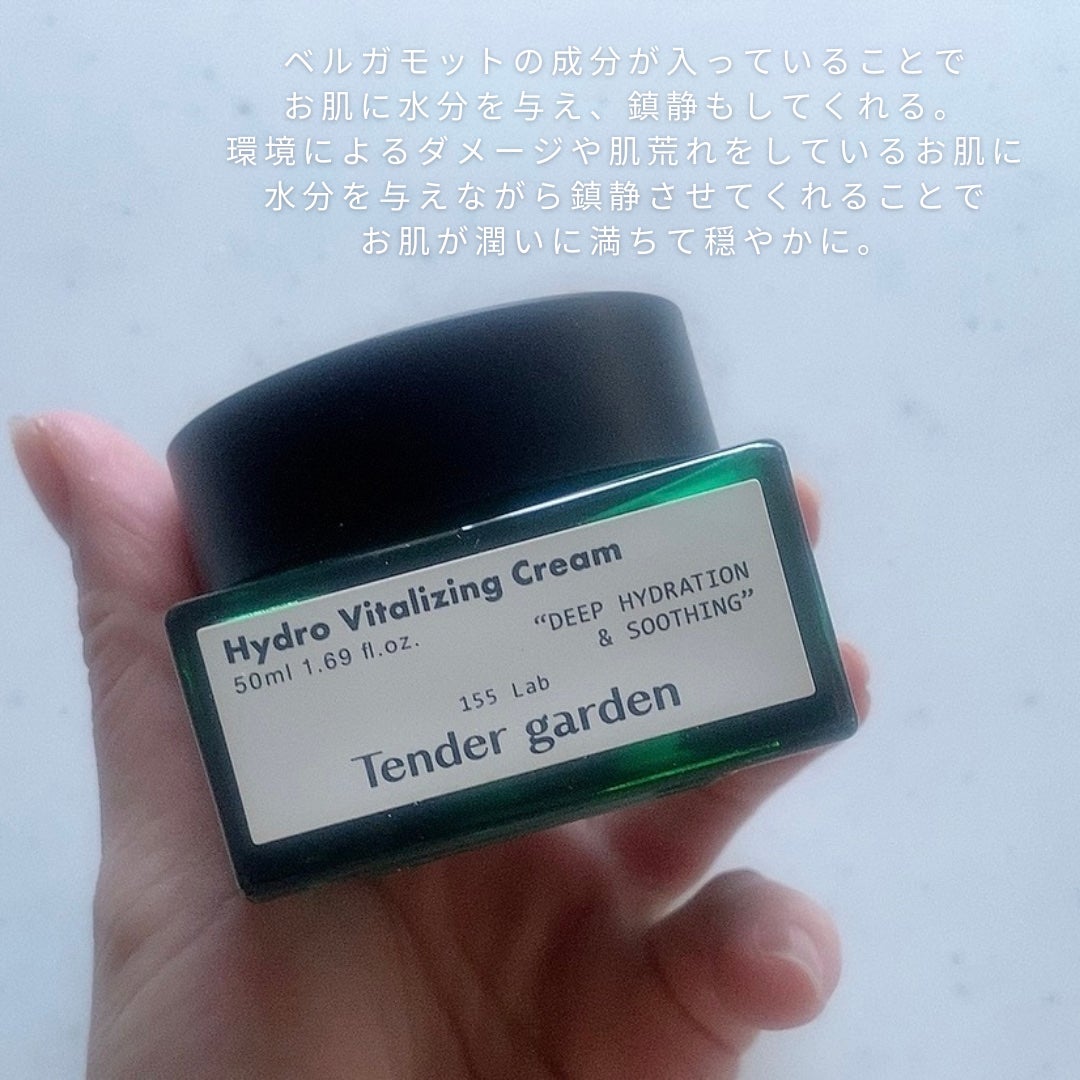 ベルガモットの成分が入っていることで
お肌に水分を与え、鎮静もしてくれる。
環境によるダメージや肌荒れをしているお肌に
水分を与えながら鎮静させてくれることで
お肌が潤いに満ちて穏やかに。
Hydro Vitalizing Cream
50ml 1.69 fl.oz.
“DEEP HYDRATION
& SOOTHING”
155 Lab
Tender garden